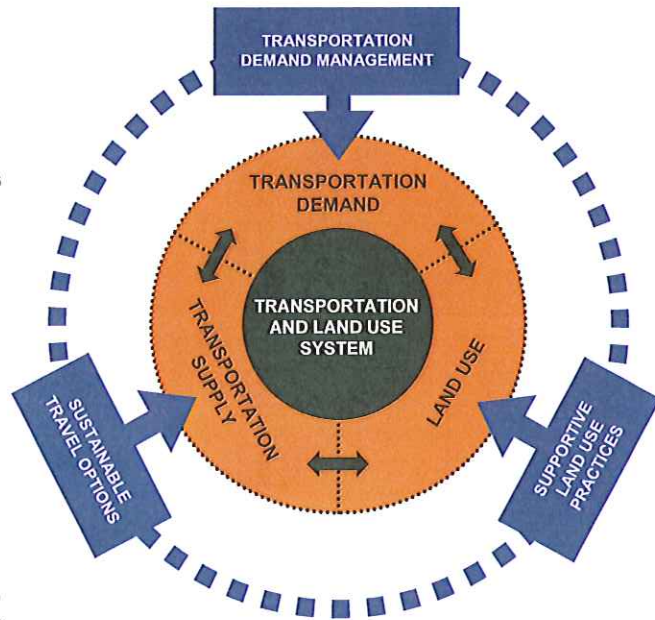 TRANSPORTATION
DEMAND MANAGEMENT
TRANSPORTATION
DEMAND
TRANSPORTATION
AND LAND USE
SYSTEM
TRANSPORTATION
SUPPLY
LAND USE
SUSTAINABLE
TRAVEL OPTIONS
SUPPORTIVE
LAND USE
PRACTICES